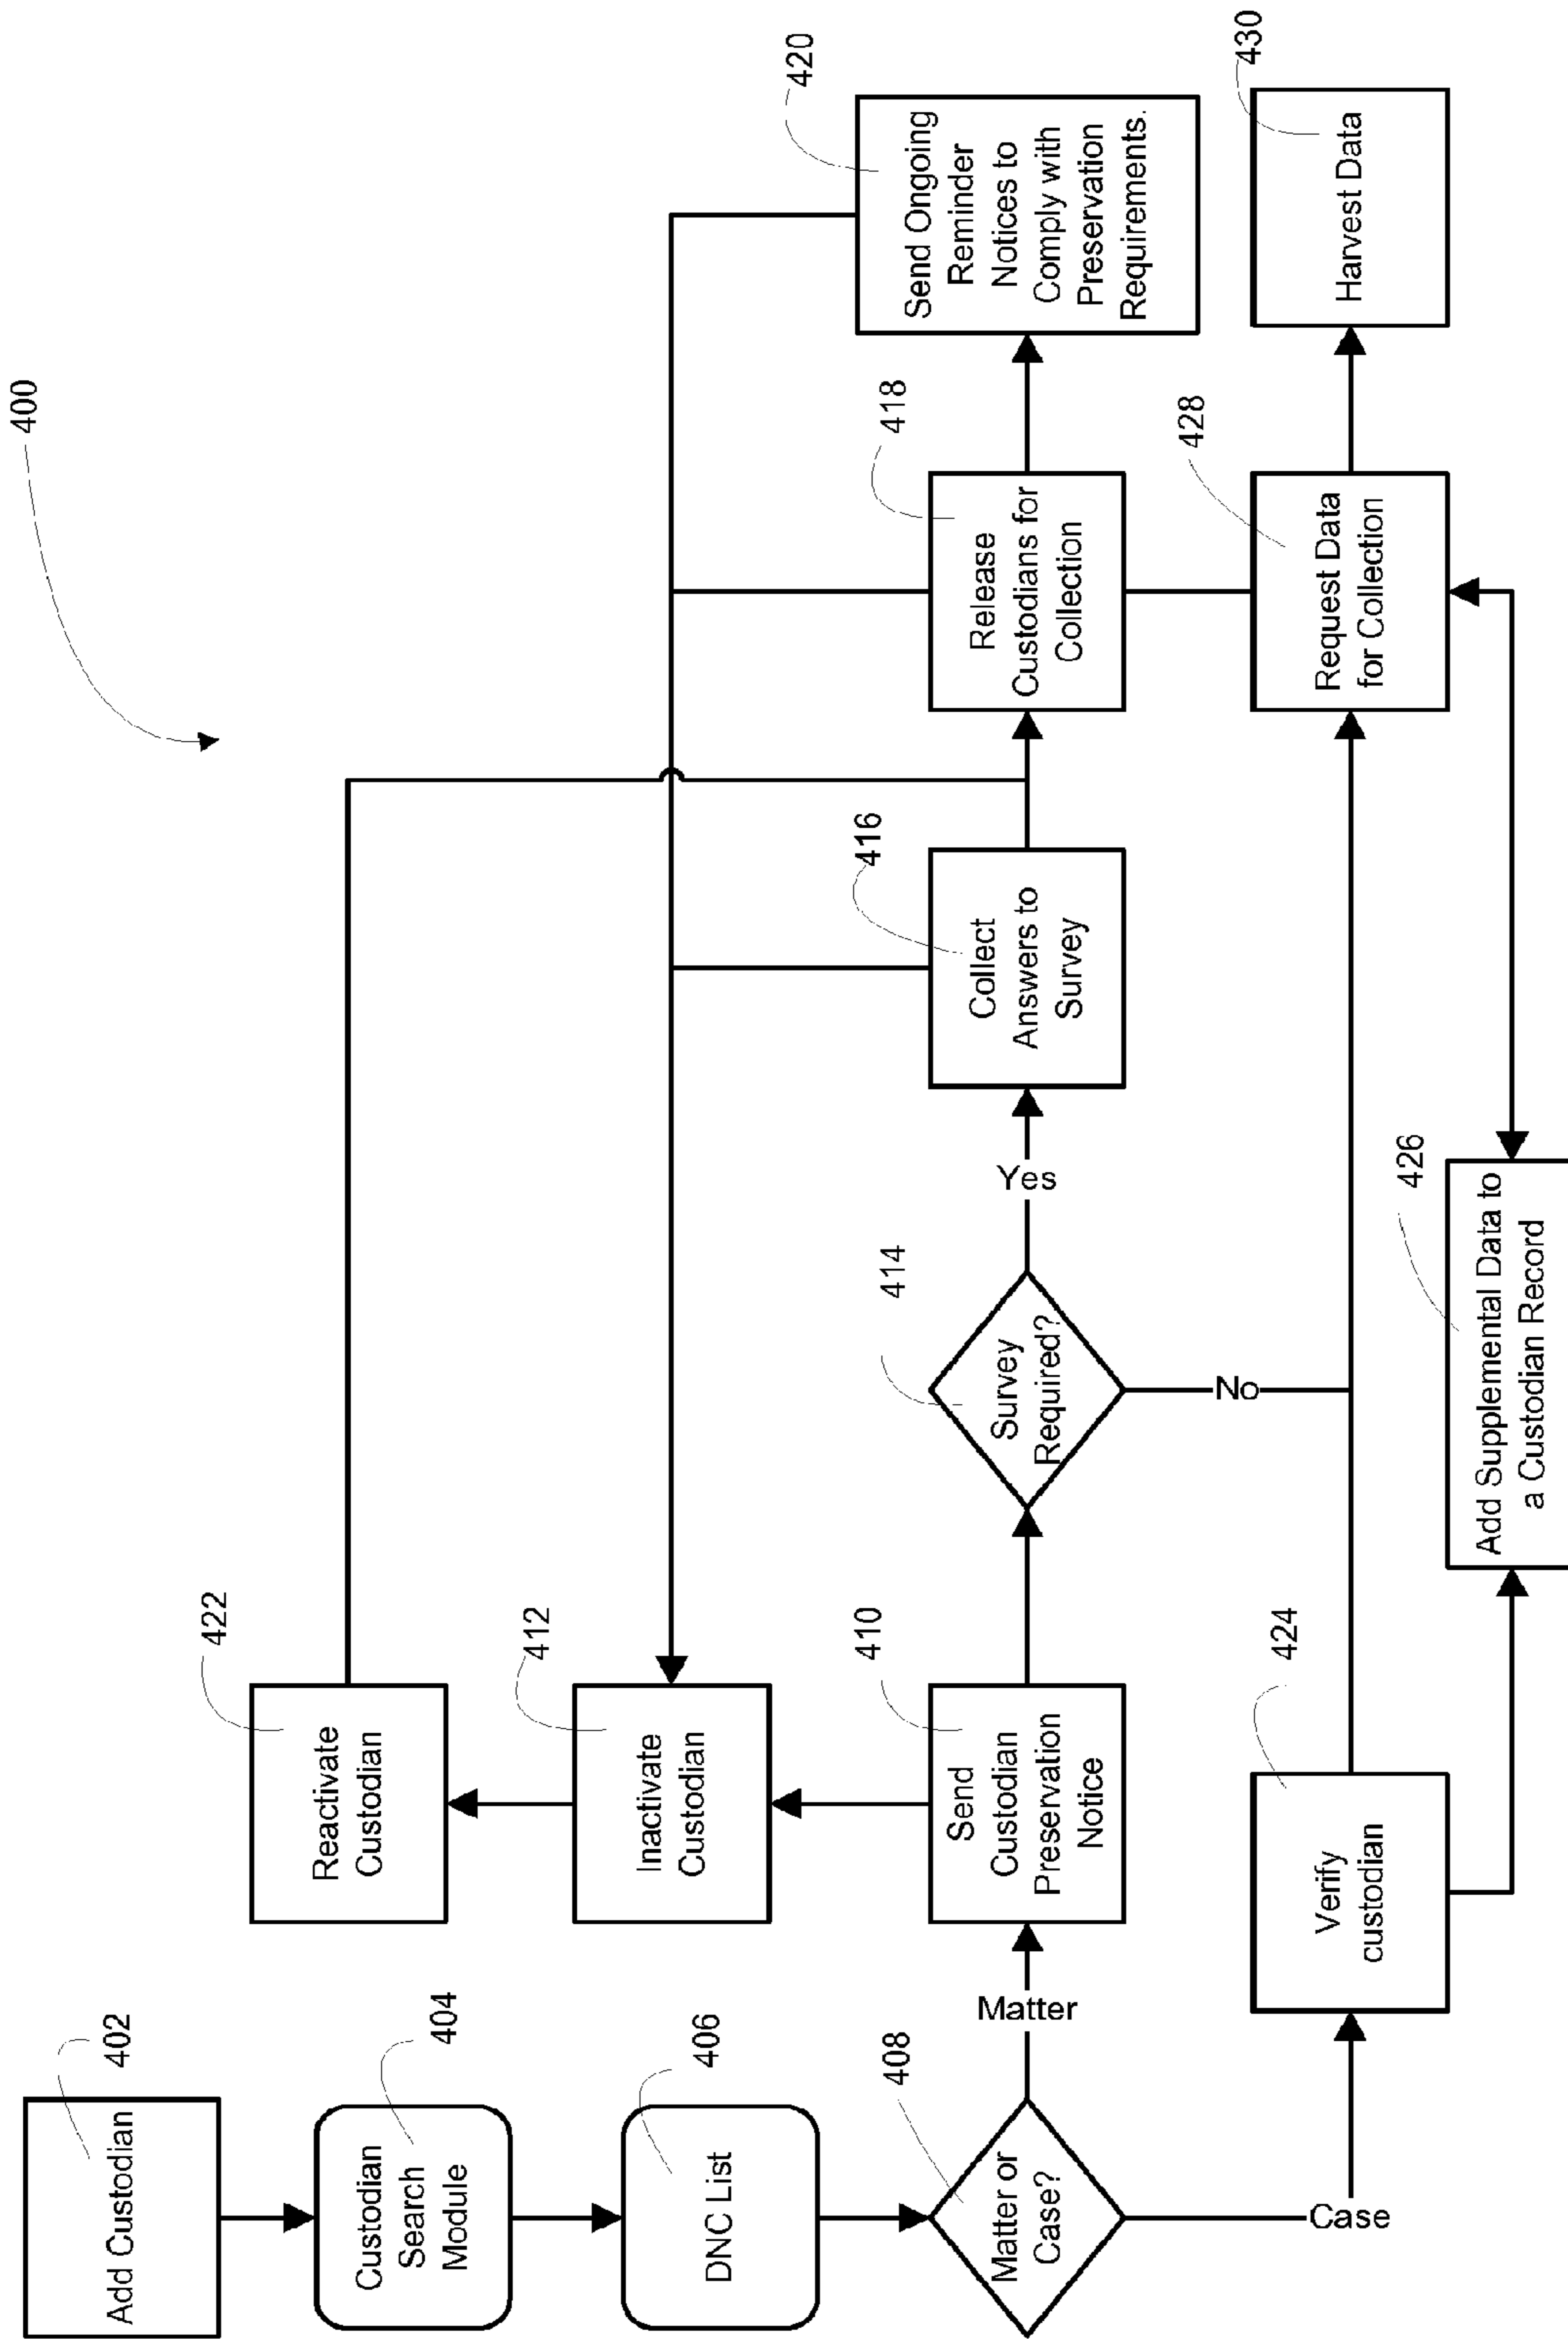 400
402
Add Custodian
404
Custodian
Search
Module
406
DNC List
408
Matter or
Case?
Matter
Case
422
Reactivate
Custodian
412
Inactivate
Custodian
410
Send
Custodian
Preservation
Notice
414
Survey
Required?
Yes
No
416
Collect
Answers to
Survey
418
Release
Custodians for
Collection
420
Send Ongoing
Reminder
Notices to
Comply with
Preservation
Requirements.
424
Verify
custodian
426
Add Supplemental Data to
a Custodian Record
428
Request Data
for Collection
430
Harvest Data